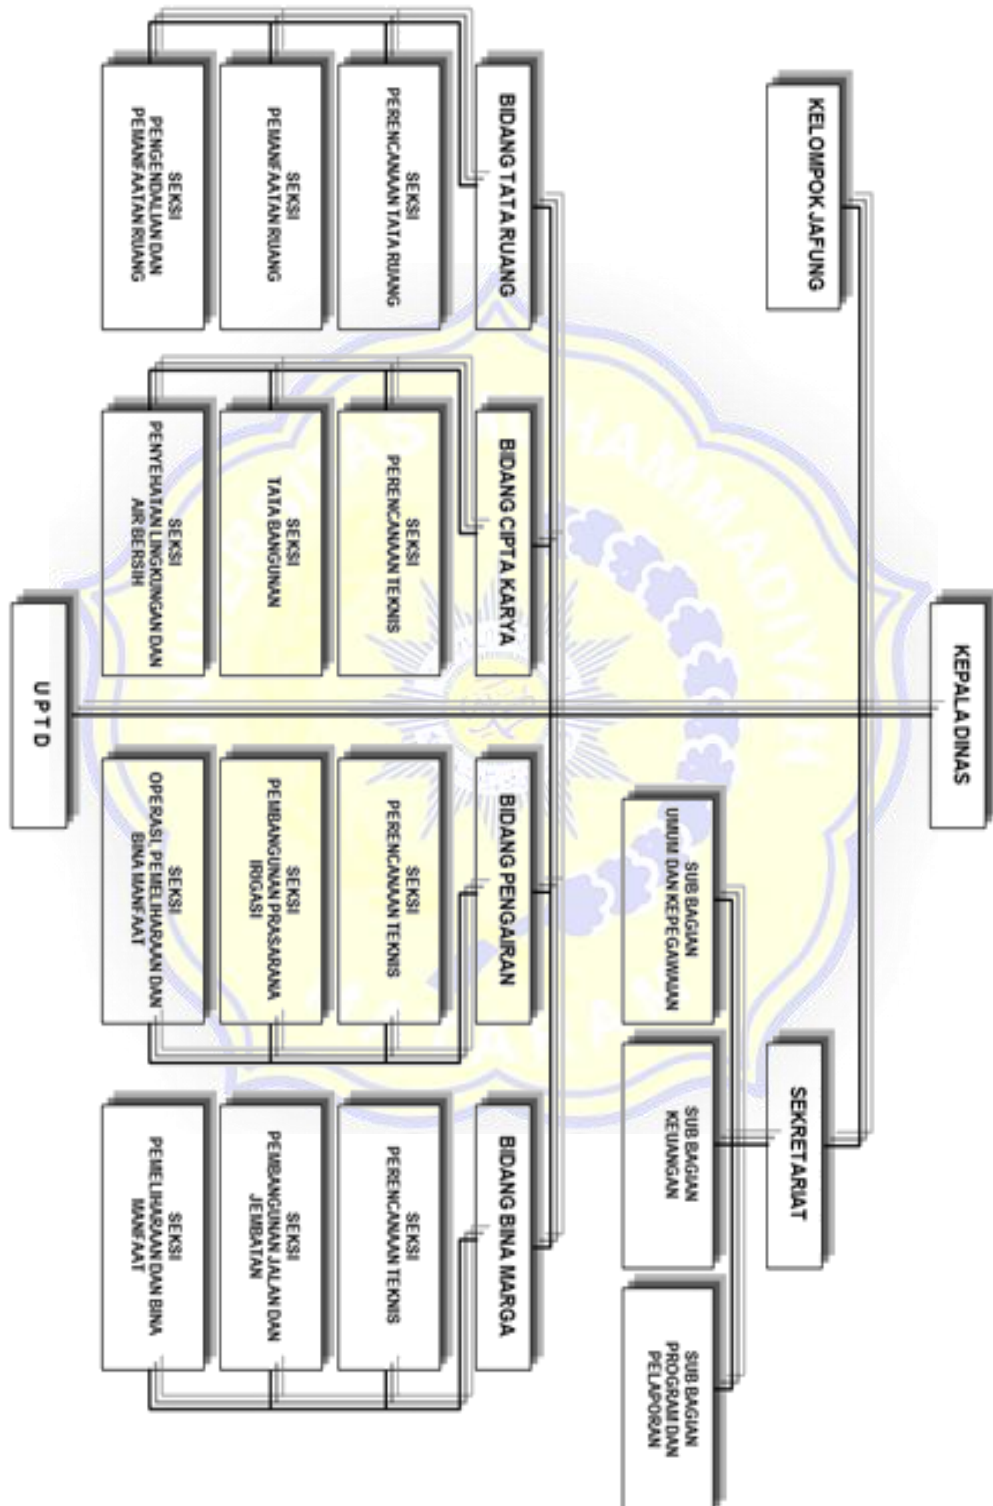 KEPALA DINAS
KELOMPOK JAFUNG
SEKRETARIAT
SUB BAGIAN
UMUM DAN KEPEGAWAIAN
SUB BAGIAN
KEUANGAN
SUB BAGIAN
PROGRAM DAN
PELAPORAN
BIDANG TATA RUANG
BIDANG CIPTA KARYA
BIDANG PENGAIRAN
BIDANG BINA MARGA
SEKSI
PERENCANAAN TATA RUANG
SEKSI
PERENCANAAN TEKNIS
SEKSI
PERENCANAAN TEKNIS
SEKSI
PERENCANAAN TEKNIS
SEKSI
PEMANFAATAN RUANG
SEKSI
TATA BANGUNAN
SEKSI
PEMBANGUNAN PRASARANA
IRIGASI
SEKSI
PEMBANGUNAN JALAN DAN
JEMBATAN
SEKSI
PENGENDALIAN DAN
PEMANFAATAN RUANG
SEKSI
PENYEHATAN LINGKUNGAN DAN
AIR BERSIH
SEKSI
OPERASI, PEMELIHARAAN DAN
BINA MANFAAT
SEKSI
PEMELIHARAAN DAN BINA
MANFAAT
UPTD
UNIVERSITAS MUHAMMADIYAH
MATARAM